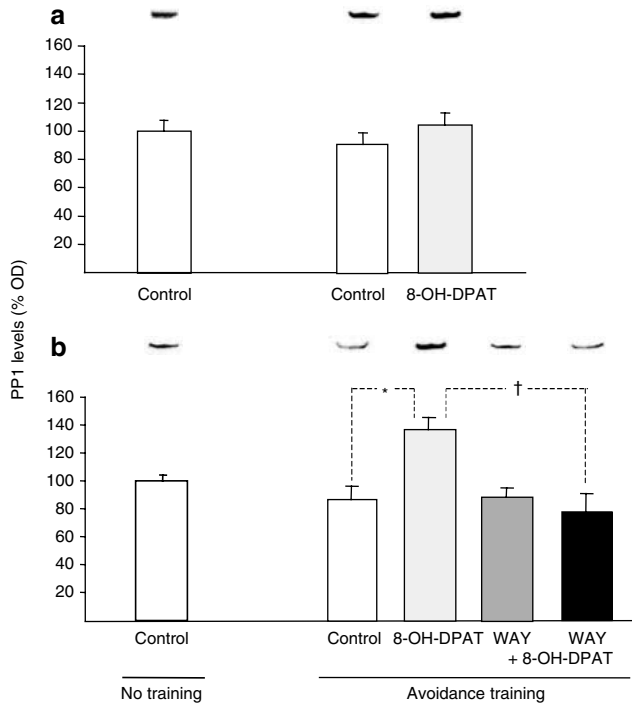 a
160
140
120
100
80
60
40
20
Control
Control 8-OH-DPAT
PP1 levels (% OD)
b
* †
160
140
120
100
80
60
40
20
Control
Control 8-OH-DPAT WAY WAY
+ 8-OH-DPAT
No training
Avoidance training